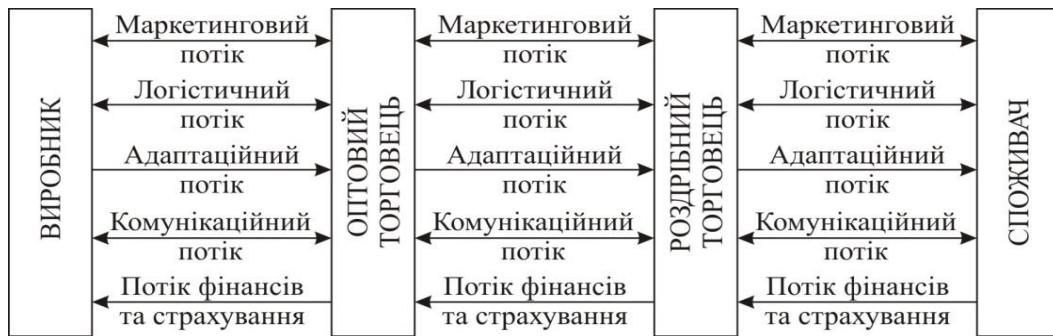 ВИРОБНИК
Маркетинговий
потік
Логістичний
потік
Адаптаційний
потік
Комунікаційний
потік
Потік фінансів
та страхування
ОПТОВИЙ
ТОРГОВЕЦЬ
Маркетинговий
потік
Логістичний
потік
Адаптаційний
потік
Комунікаційний
потік
Потік фінансів
та страхування
РОЗДРІБНИЙ
ТОРГОВЕЦЬ
Маркетинговий
потік
Логістичний
потік
Адаптаційний
потік
Комунікаційний
потік
Потік фінансів
та страхування
СПОЖИВАЧ